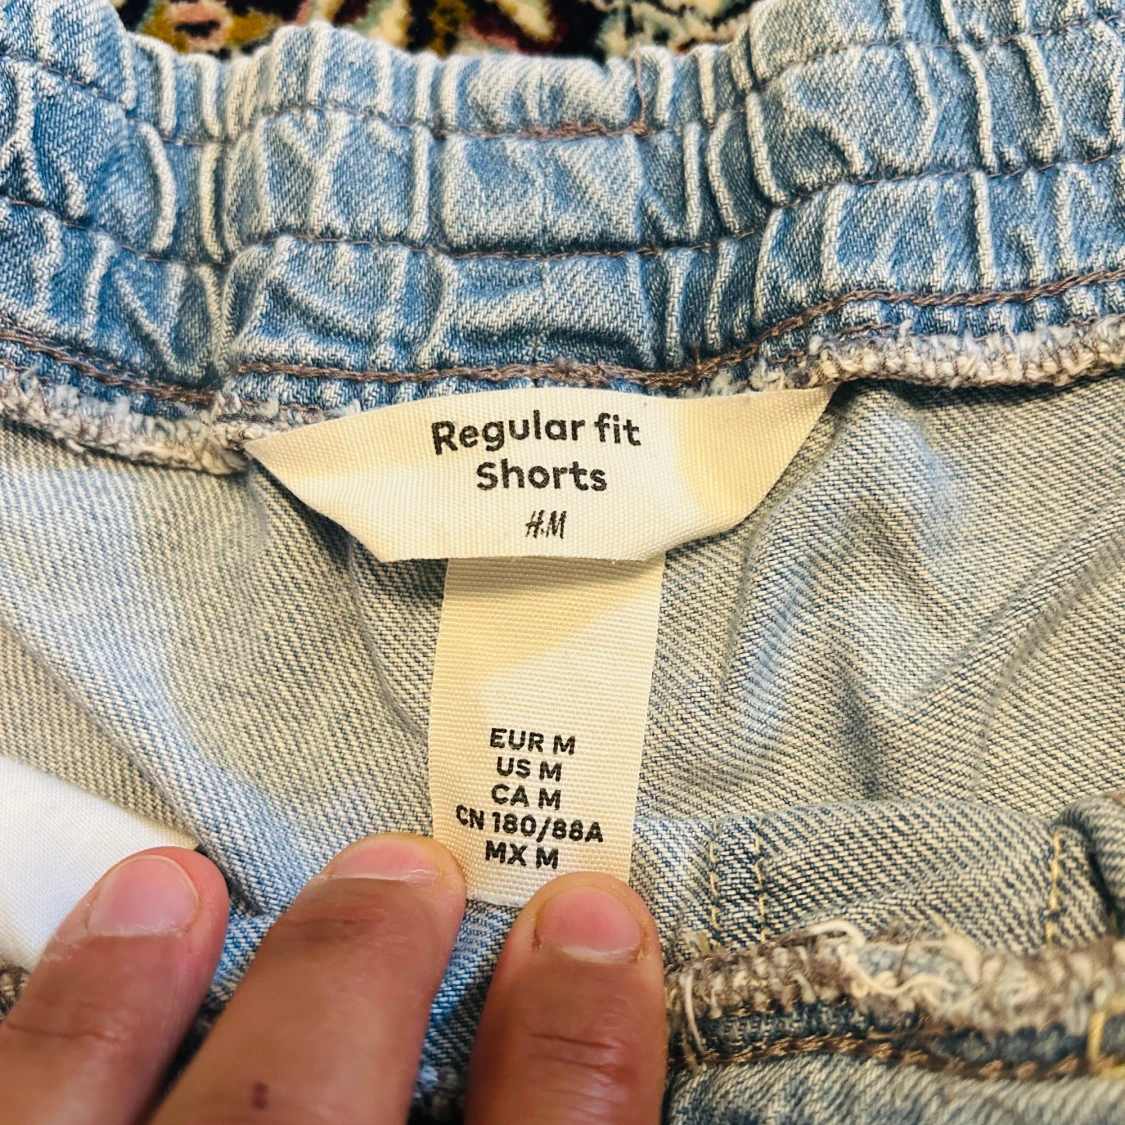 Regular fit
Shorts
H&M
EUR M
US M
CA M
CN 180/88A
MX M